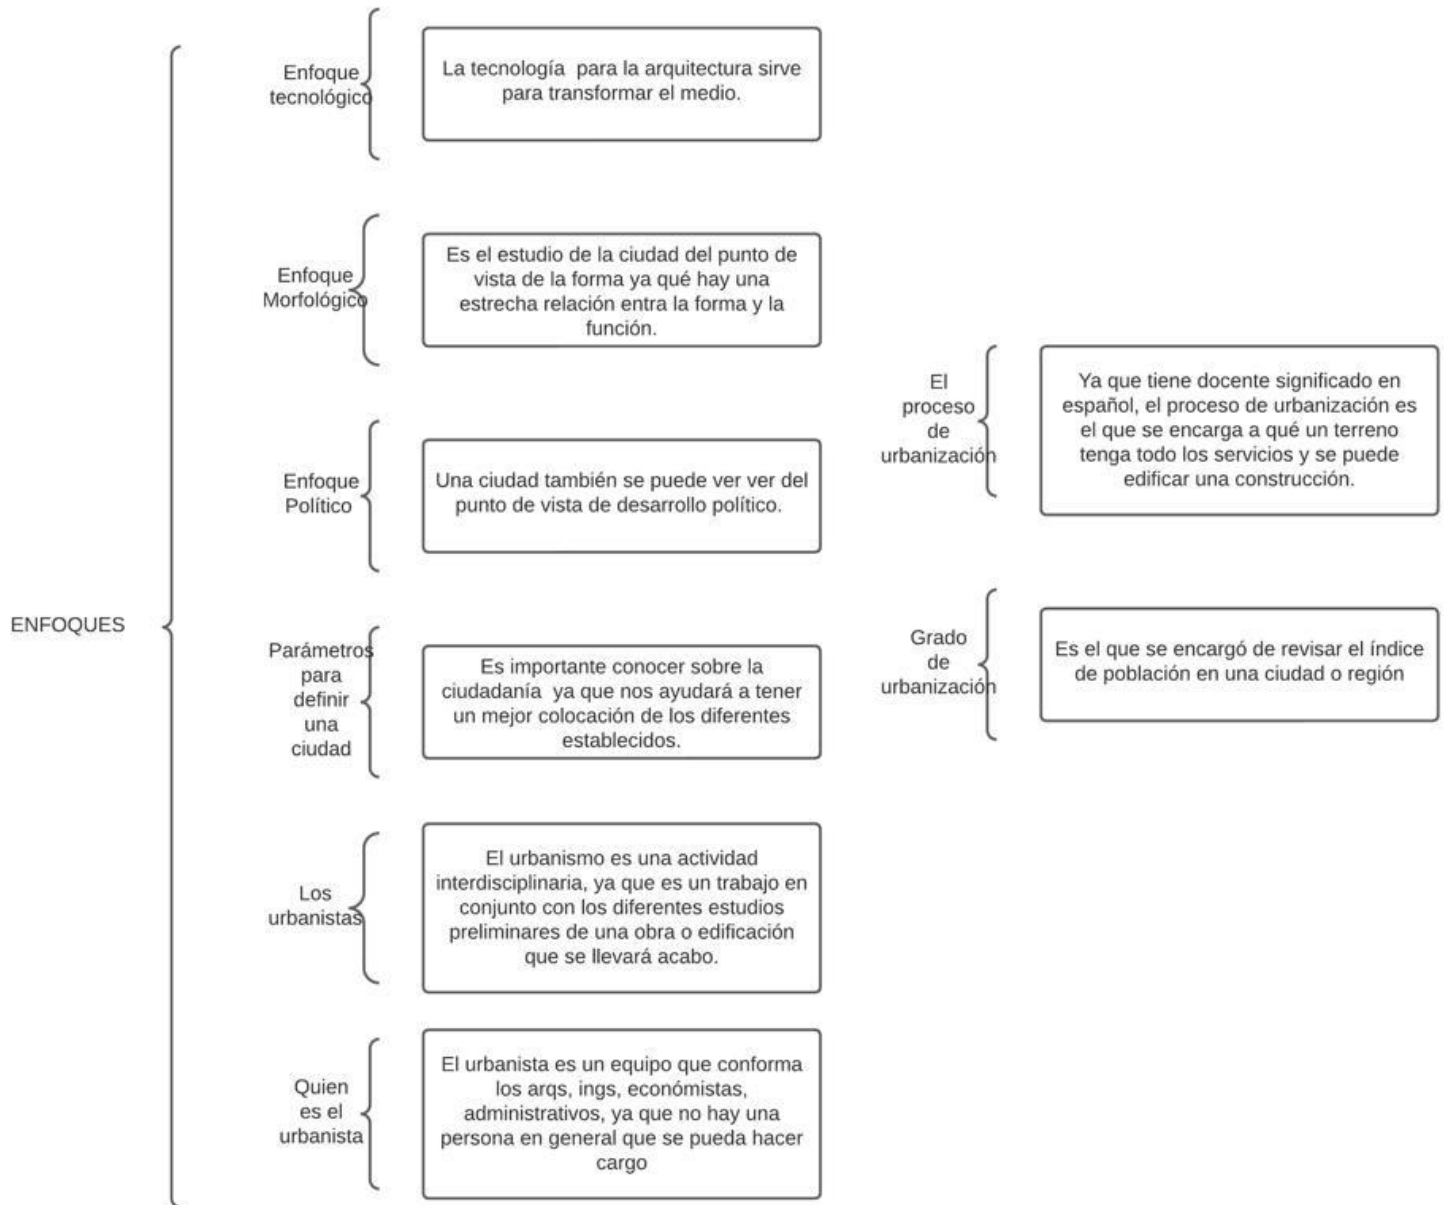 ENFOQUES
Enfoque
tecnológico
La tecnología  para la arquitectura sirve
para transformar el medio.
Enfoque
Morfológico
Es el estudio de la ciudad del punto de
vista de la forma ya qué hay una
estrecha relación entra la forma y la
función.
Enfoque
Político
Una ciudad también se puede ver ver del
punto de vista de desarrollo político.
Parámetros
para
definir
una
ciudad
Es importante conocer sobre la
ciudadanía  ya que nos ayudará a tener
un mejor colocación de los diferentes
establecidos.
Los
urbanistas
El urbanismo es una actividad
interdisciplinaria, ya que es un trabajo en
conjunto con los diferentes estudios
preliminares de una obra o edificación
que se llevará acabo.
Quien
es el
urbanista
El urbanista es un equipo que conforma
los arqs, ings, económistas,
administrativos, ya que no hay una
persona en general que se pueda hacer
cargo
El
proceso
de
urbanización
Ya que tiene docente significado en
español, el proceso de urbanización es
el que se encarga a qué un terreno
tenga todo los servicios y se puede
edificar una construcción.
Grado
de
urbanización
Es el que se encargó de revisar el índice
de población en una ciudad o región